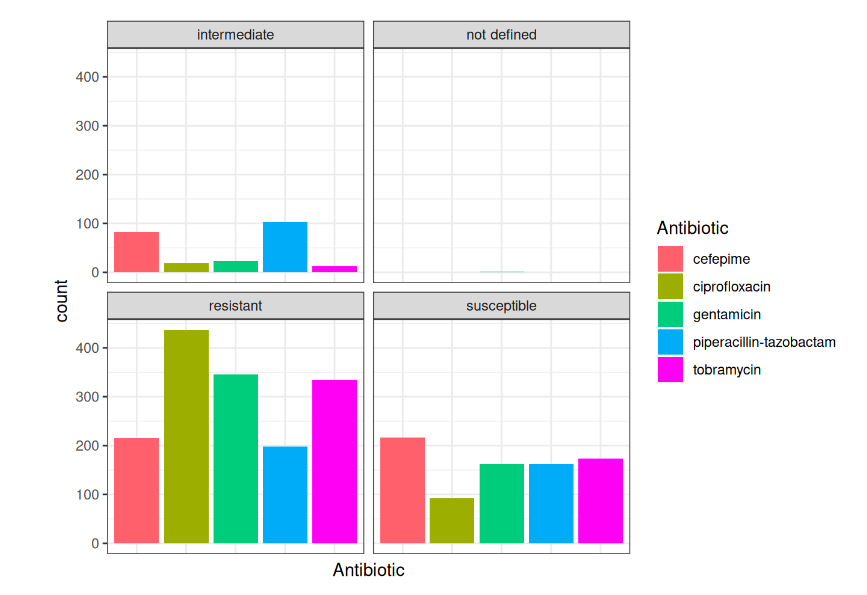 intermediate
not defined
400
300
200
100
0
resistant
susceptible
400
300
200
100
0
count
Antibiotic
Antibiotic
cefepime
ciprofloxacin
gentamicin
piperacillin-tazobactam
tobramycin